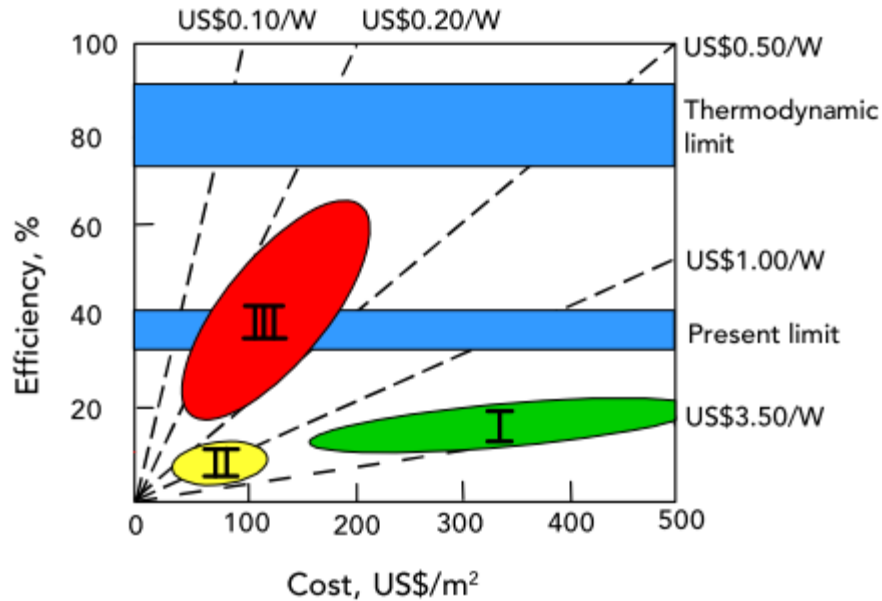 US$0.10/W
US$0.20/W
100
US$0.50/W
Thermodynamic
limit
80
60
US$1.00/W
40
III
Present limit
Efficiency, %
20
I
US$3.50/W
II
0
100
200
300
400
500
Cost, US$/m²